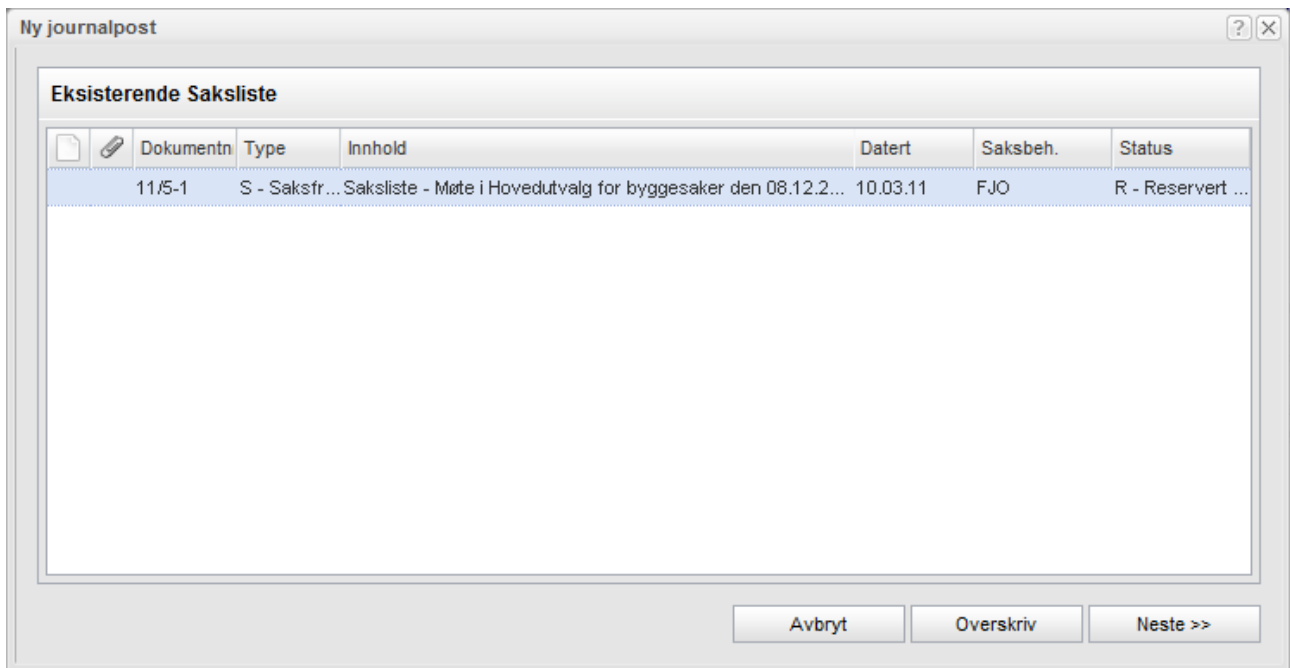 Ny journalpost
Eksisterende Saksliste
Dokumentn Type Innhold Datert Saksbeh. Status
11/5-1 S - Saksfr... Saksliste - Møte i Hovedutvalg for byggesaker den 08.12.2... 10.03.11 FJO R - Reservert ...
Avbryt Overskriv Neste >>